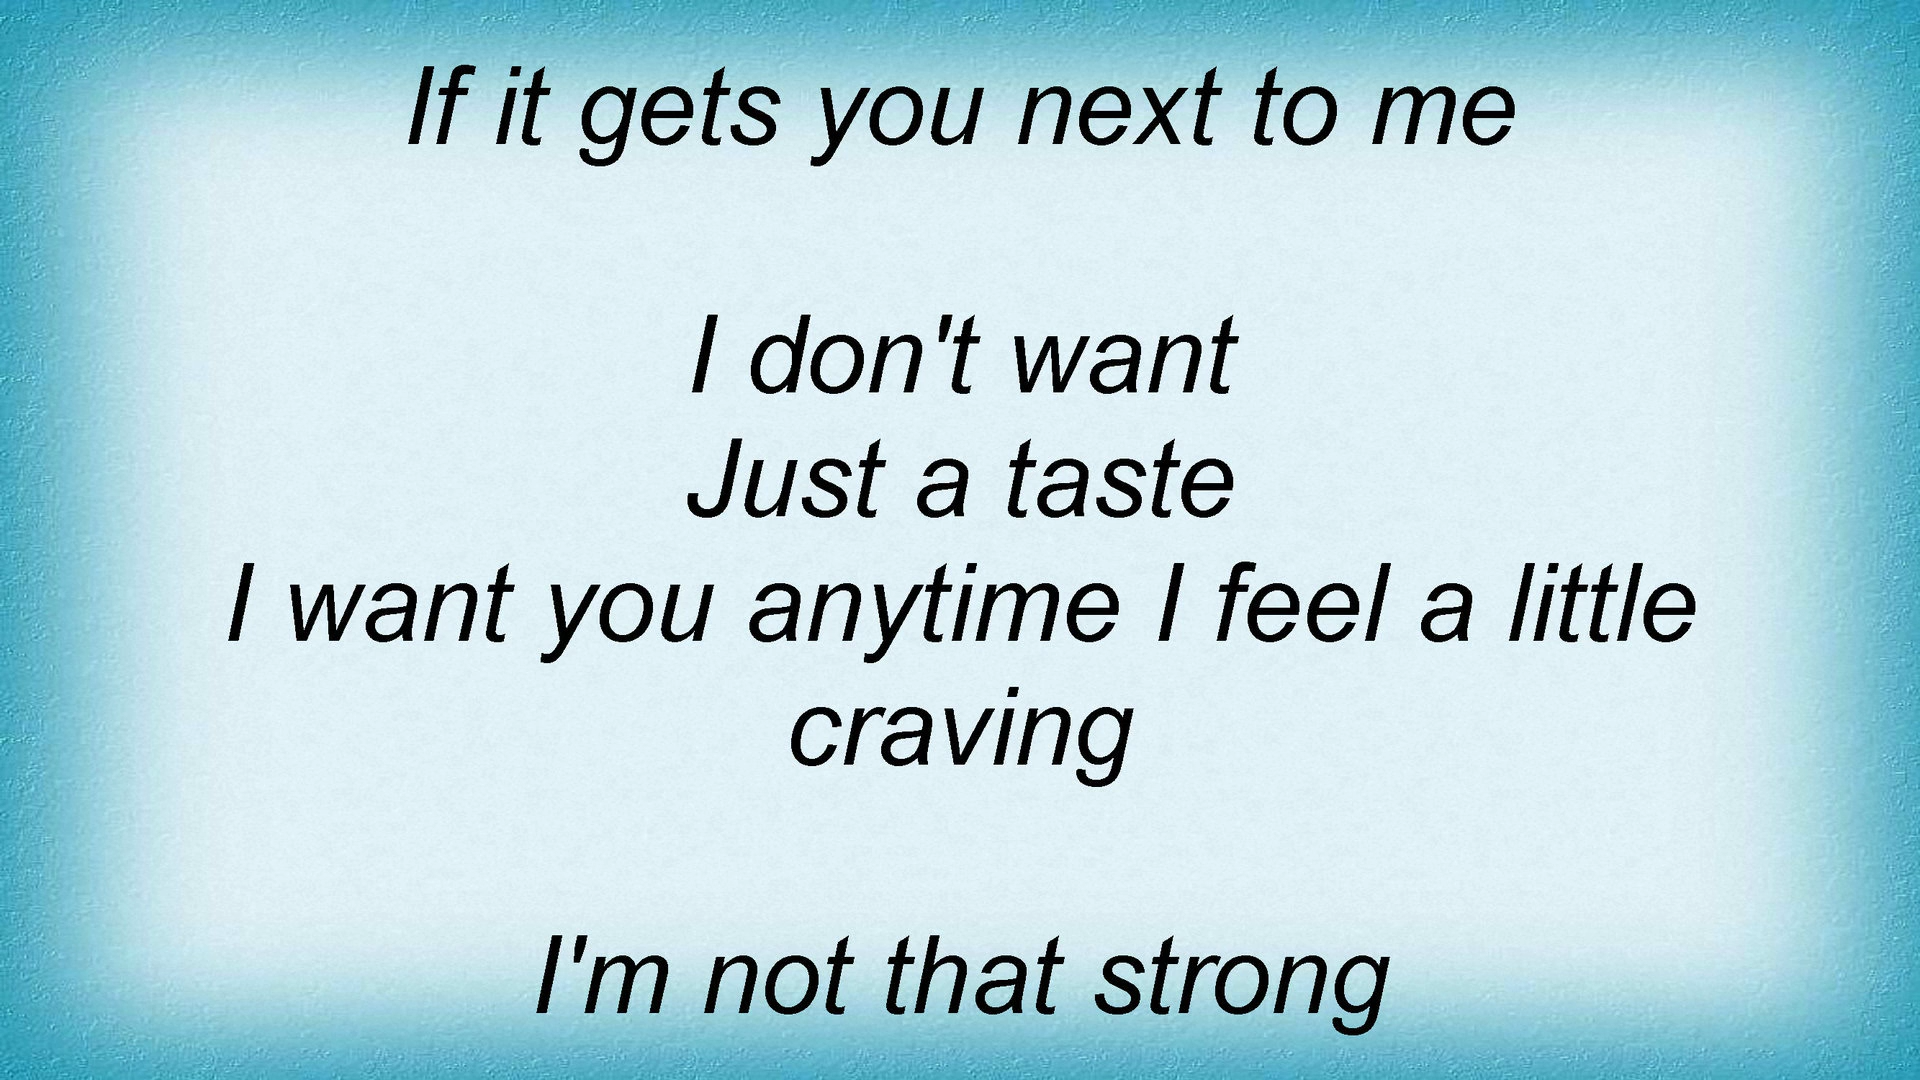 If it gets you next to me
I don't want
Just a taste
I want you anytime I feel a little
craving
I'm not that strong